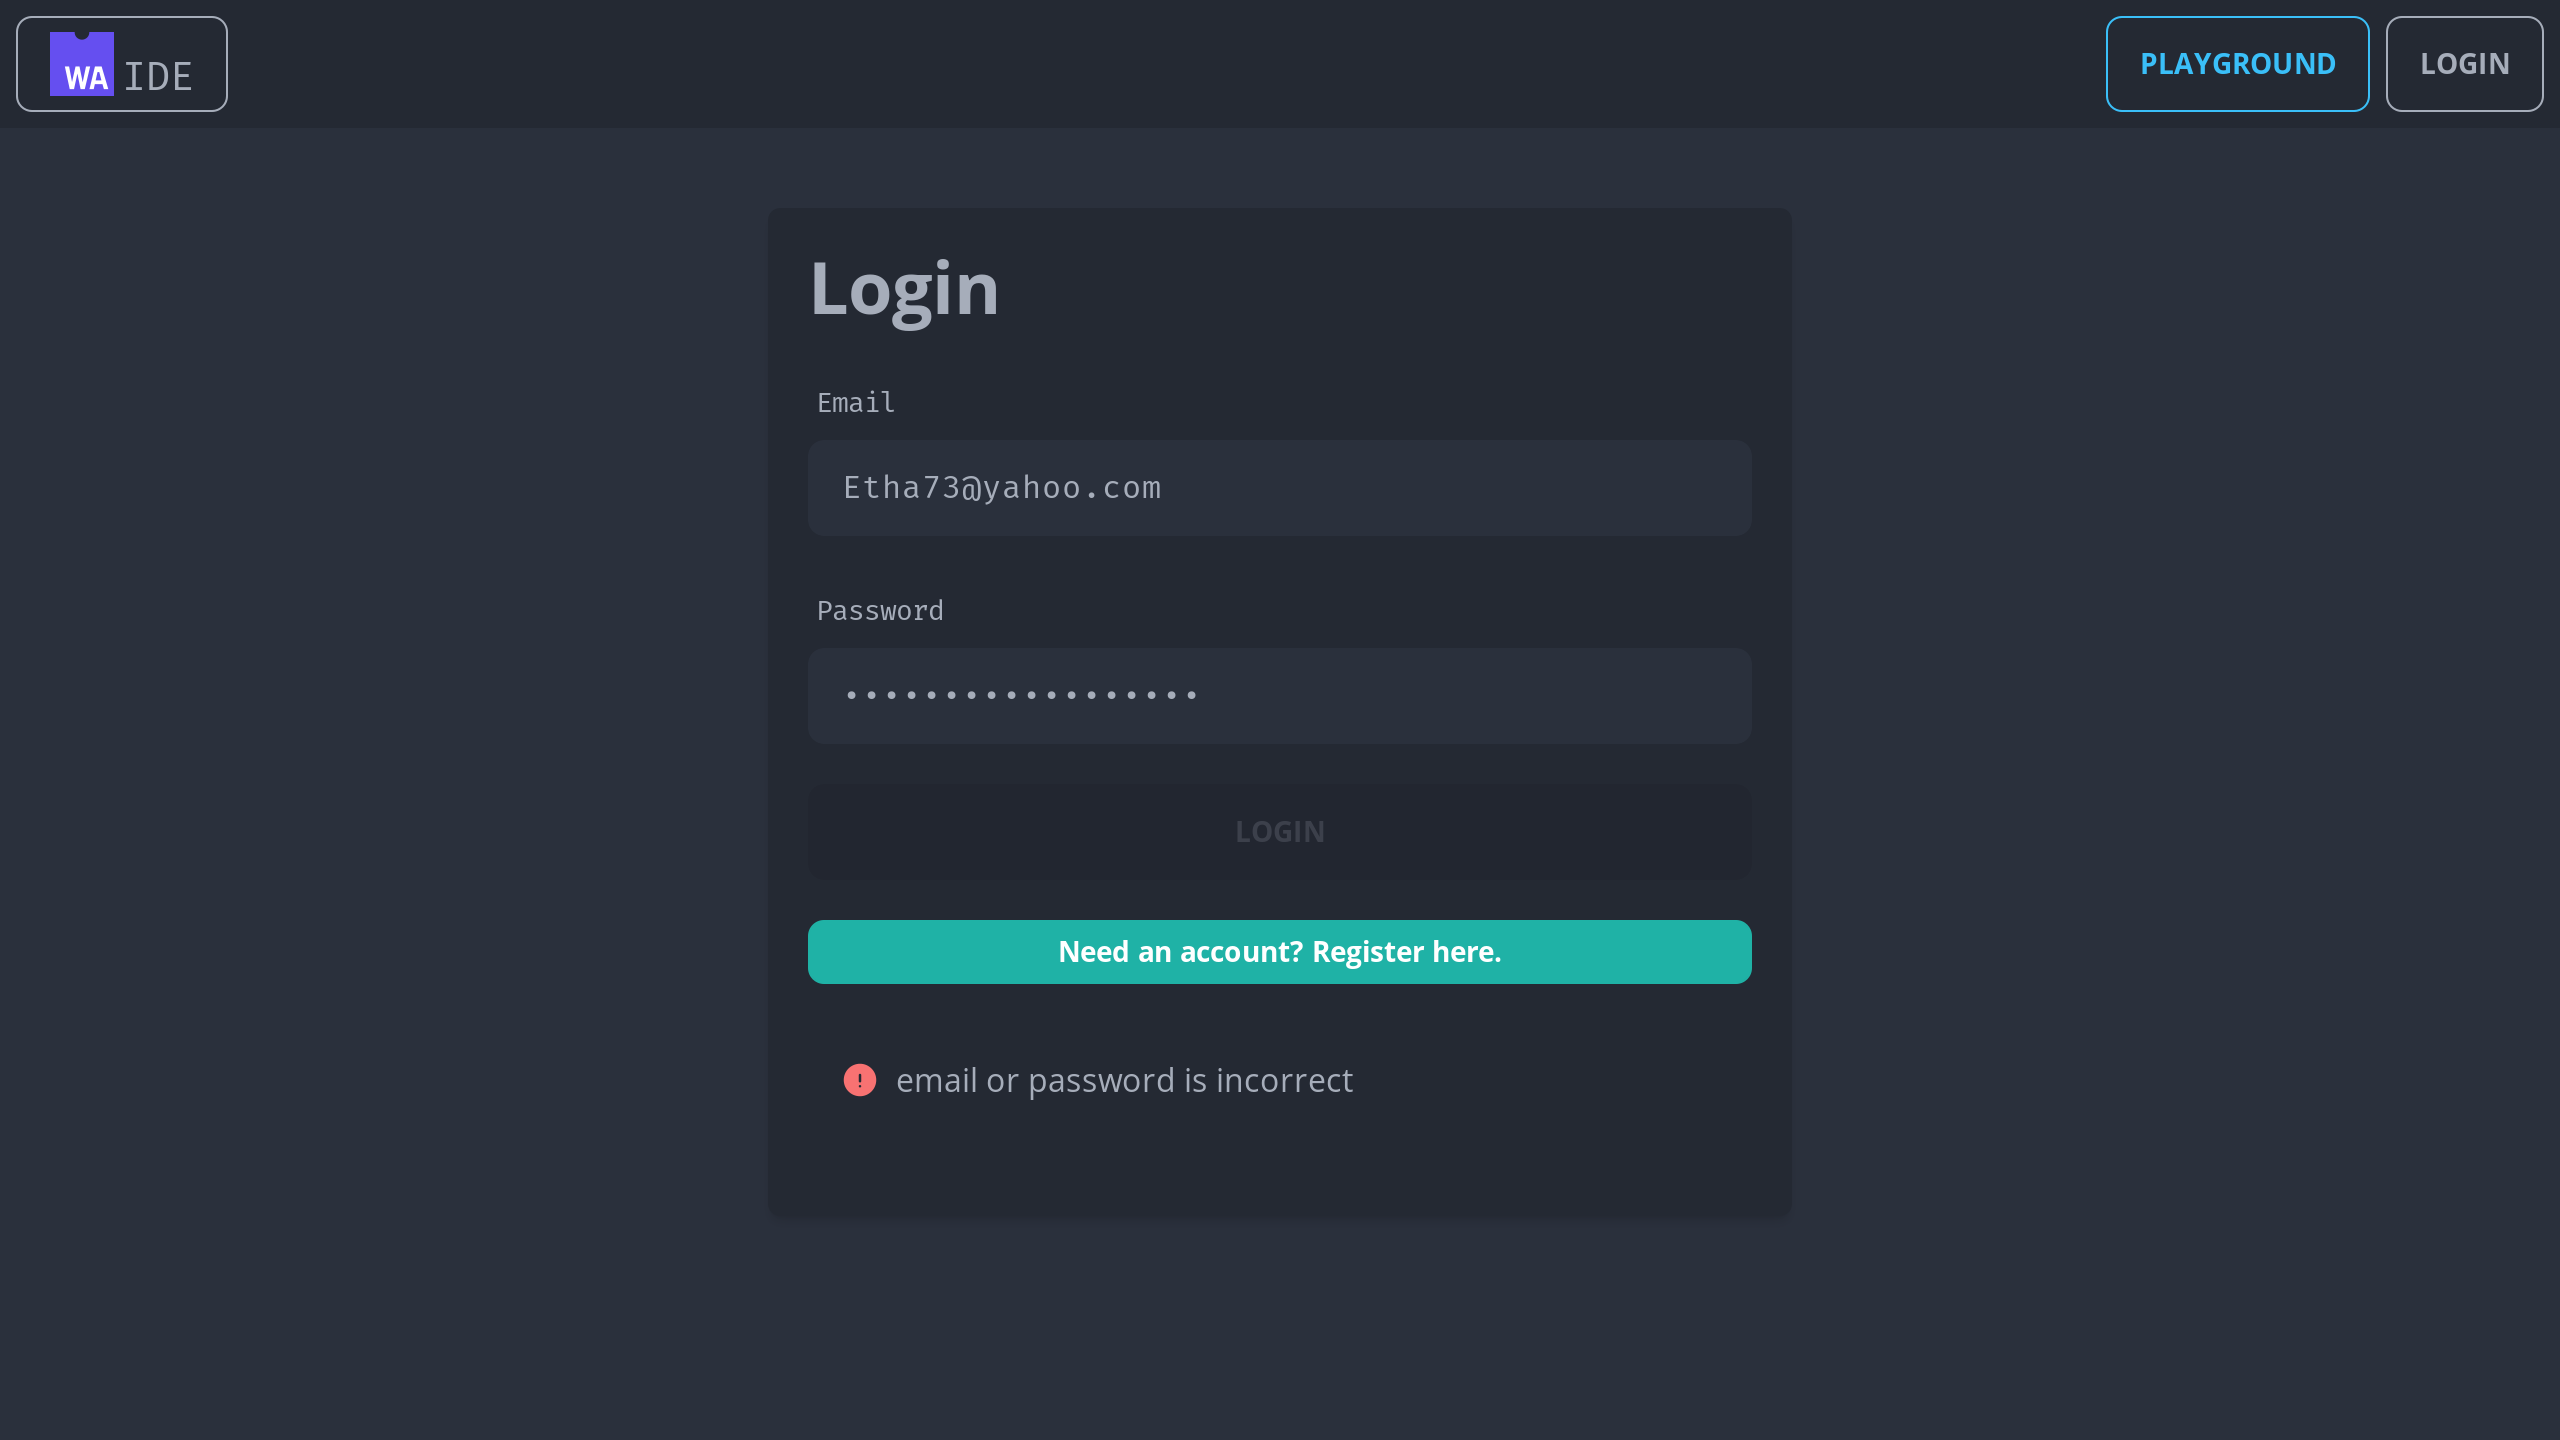 WA IDE
PLAYGROUND
LOGIN
Login
Email
Etha73@yahoo.com
Password
••••••••••••••••••
LOGIN
Need an account? Register here.
email or password is incorrect